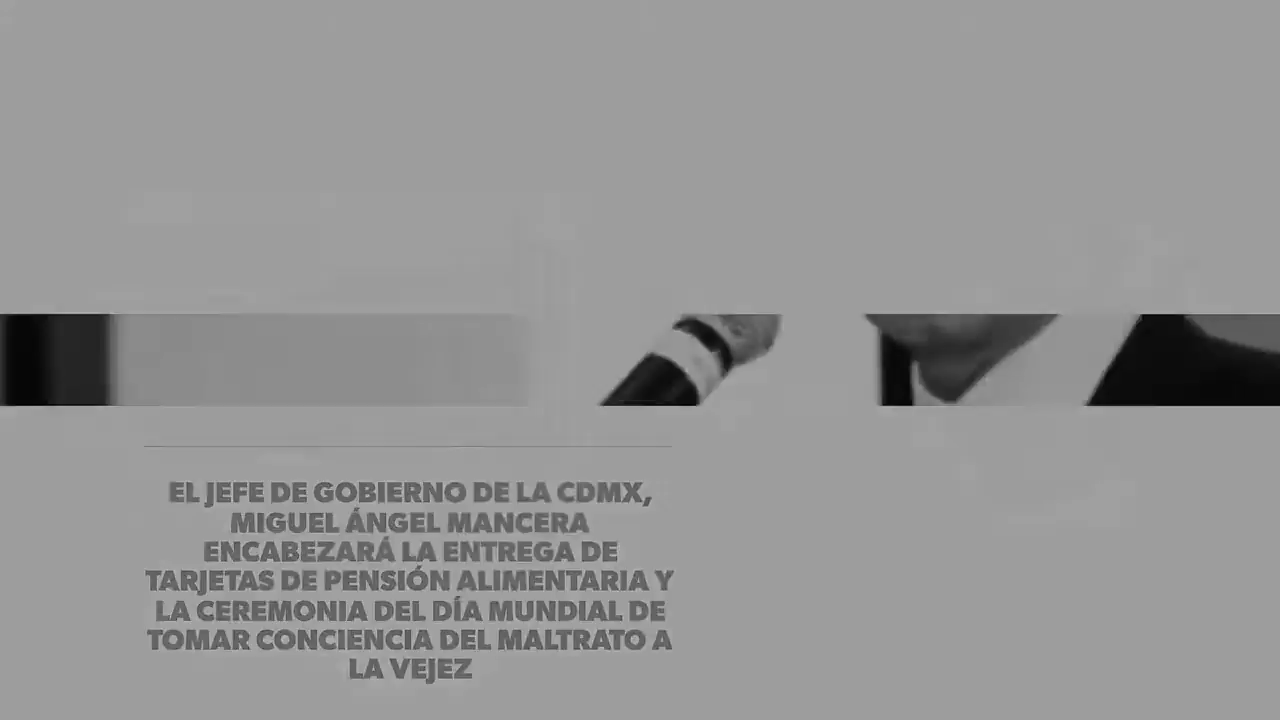 EL JEFE DE GOBIERNO DE LA CDMX,
MIGUEL ÁNGEL MANCERA
ENCABEZARÁ LA ENTREGA DE
TARJETAS DE PENSIÓN ALIMENTARIA Y
LA CEREMONIA DEL DÍA MUNDIAL DE
TOMAR CONCIENCIA DEL MALTRATO A
LA VEJEZ